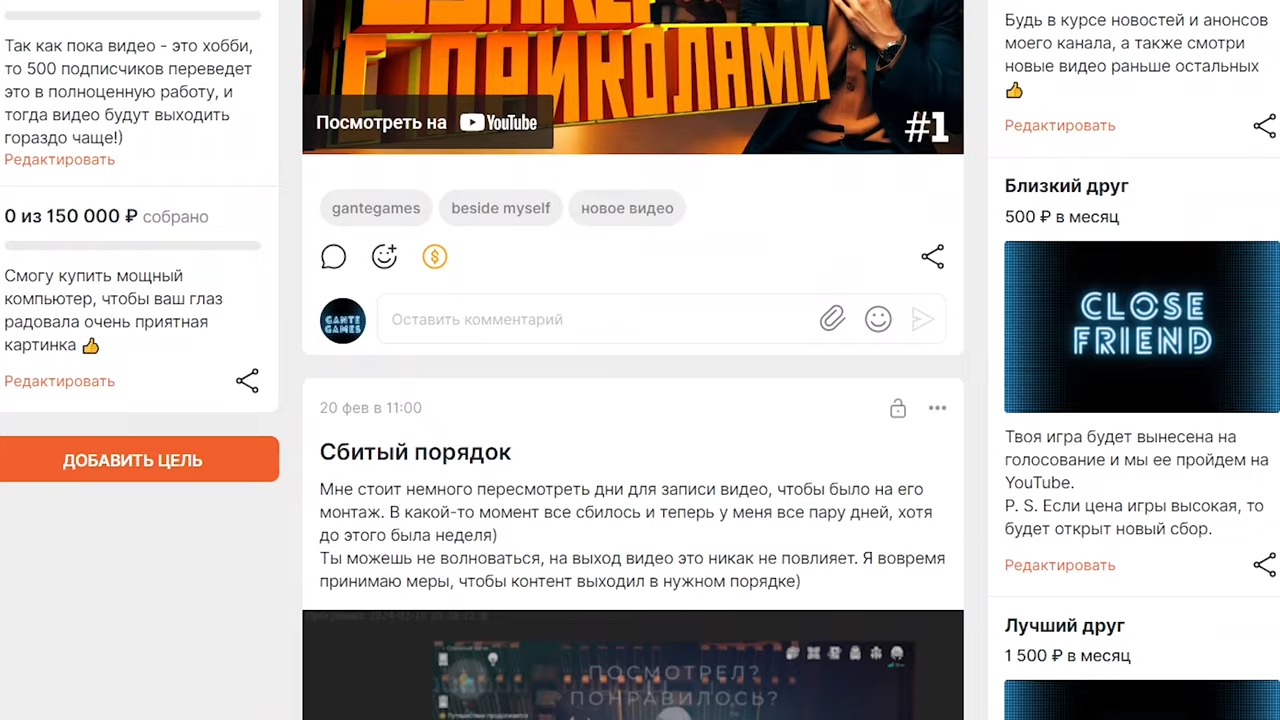 Так как пока видео - это хобби,
то 500 подписчиков переведет
это в полноценную работу, и
тогда видео будут выходить
гораздо чаще!)
Редактировать
0 из 150 000 ₽ собрано
Смогу купить мощный
компьютер, чтобы ваш глаз
радовала очень приятная
картинка 👍
Редактировать
ДОБАВИТЬ ЦЕЛЬ
С ПРИКОЛАМИ
#1
Посмотреть на YouTube
gantegames
beside myself
новое видео
GANTE
GAMES
Оставить комментарий
20 фев в 11:00
Сбитый порядок
Мне стоит немного пересмотреть дни для записи видео, чтобы было на его
монтаж. В какой-то момент все сбилось и теперь у меня все пару дней, хотя
до этого была неделя)
Ты можешь не волноваться, на выход видео это никак не повлияет. Я вовремя
принимаю меры, чтобы контент выходил в нужном порядке)
ПОСМОТРЕЛ?
ПОНРАВИЛОСЬ?
Будь в курсе новостей и анонсов
моего канала, а также смотри
новые видео раньше остальных
👍
Редактировать
Близкий друг
500 ₽ в месяц
CLOSE
FRIEND
Твоя игра будет вынесена на
голосование и мы ее пройдем на
YouTube.
P. S. Если цена игры высокая, то
будет открыт новый сбор.
Редактировать
Лучший друг
1 500 ₽ в месяц